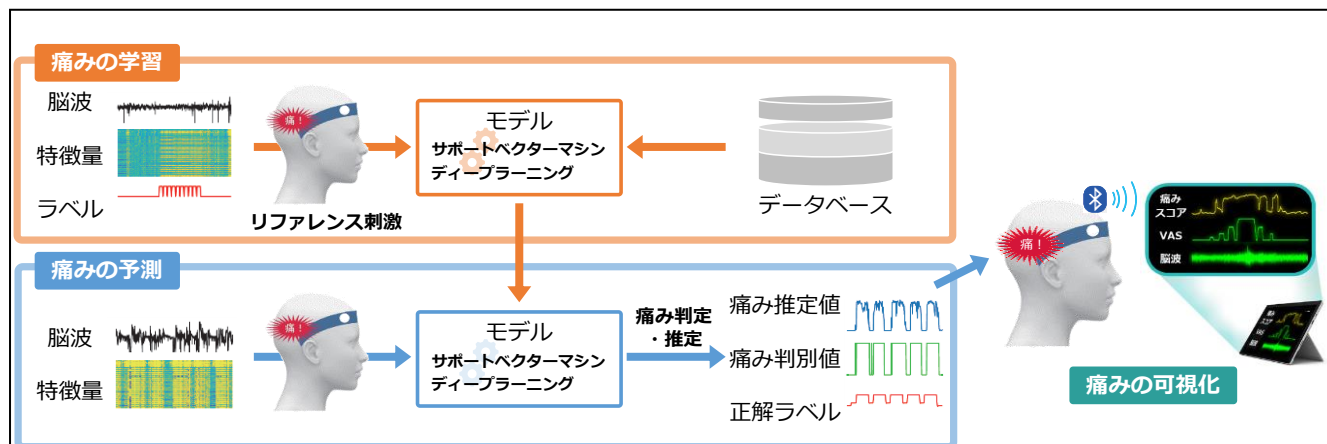 痛みの学習
脳波
特徴量
ラベル
痛！
リファレンス刺激
モデル
サポートベクターマシン
ディープラーニング
データベース
痛みの予測
脳波
特徴量
痛！
モデル
サポートベクターマシン
ディープラーニング
痛み判定
・推定
痛み推定値
痛み判別値
正解ラベル
痛！
痛み
スコア
VAS
脳波
痛みの可視化